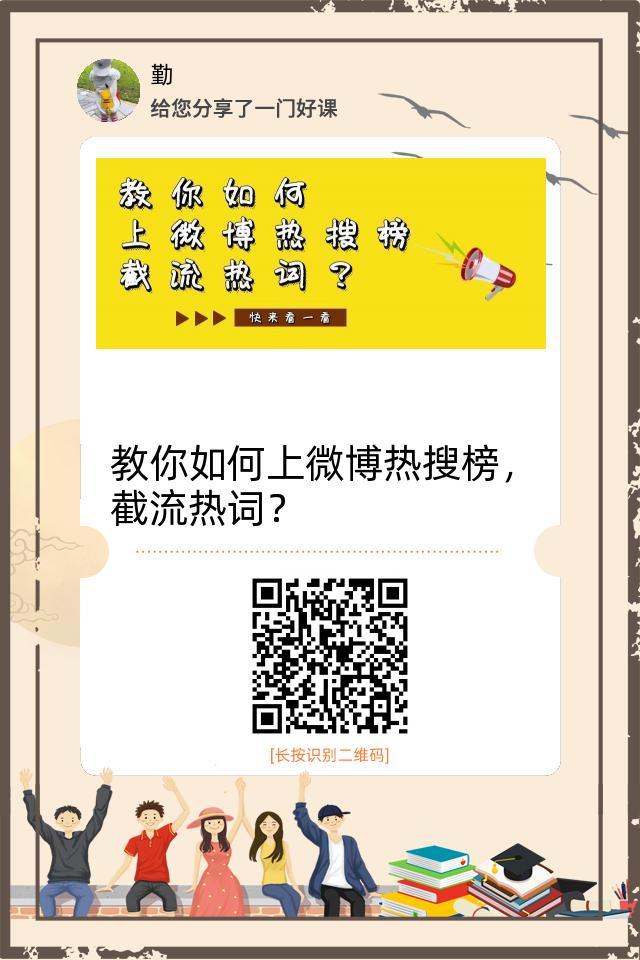 勤
给您分享了一门好课
教你如何
上微博热搜榜
截流热词？
快来看一看
教你如何上微博热搜榜，
截流热词？
[长按识别二维码]